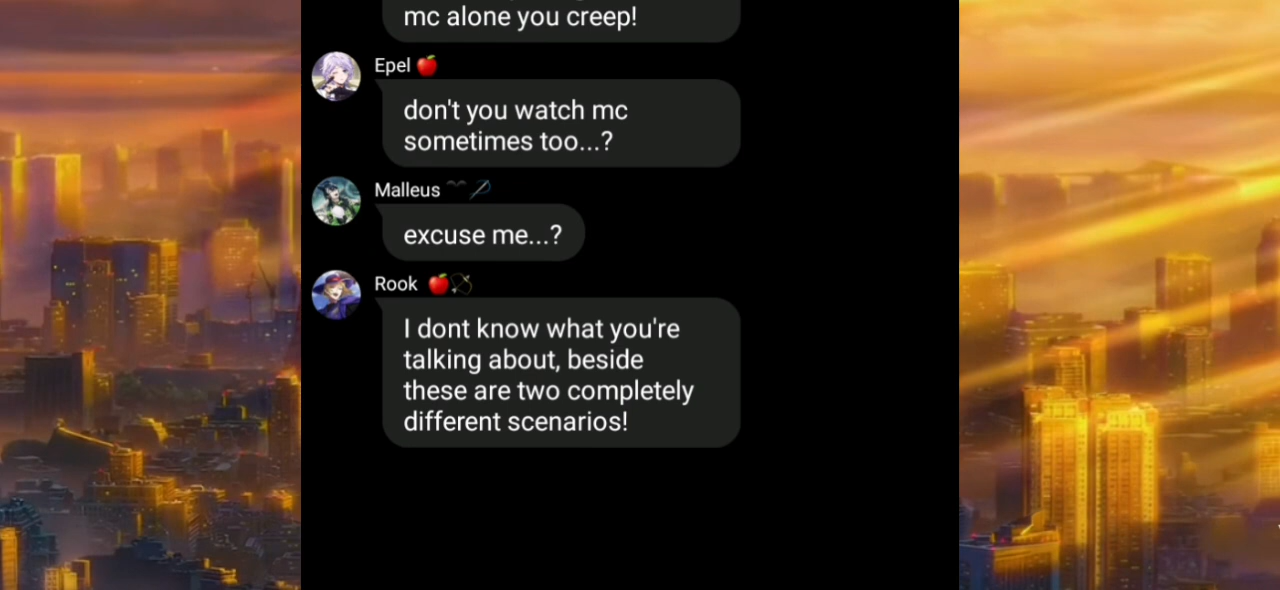 mc alone you creep!
Epel 🍎
don't you watch mc
sometimes too...?
Malleus 🖤🪡
excuse me...?
Rook 🍎🏹
I dont know what you're
talking about, beside
these are two completely
different scenarios!